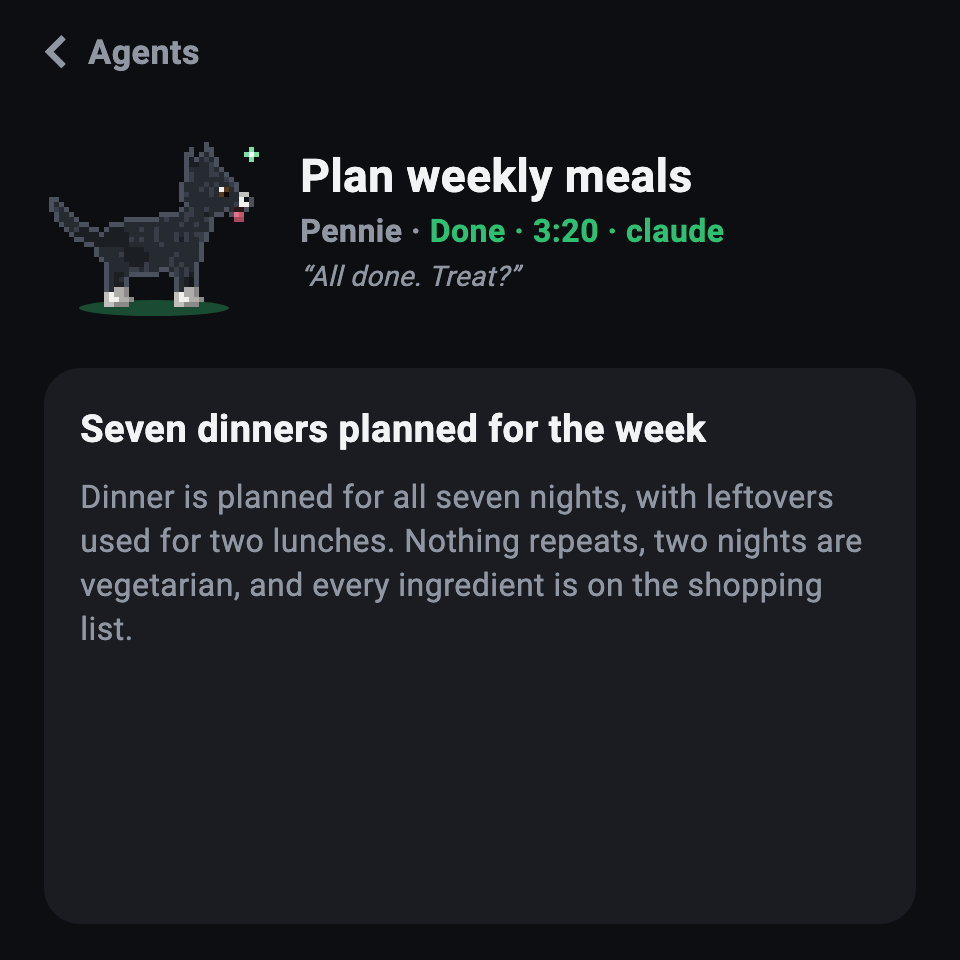 Agents
Plan weekly meals
Pennie · Done · 3:20 · claude
“All done. Treat?”
Seven dinners planned for the week
Dinner is planned for all seven nights, with leftovers
used for two lunches. Nothing repeats, two nights are
vegetarian, and every ingredient is on the shopping
list.